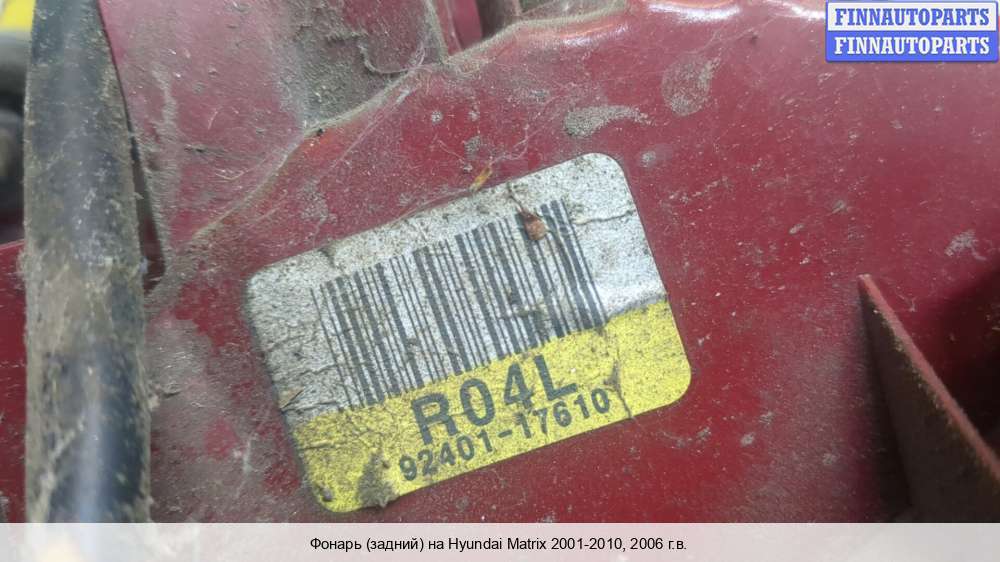 FINNAUTOPARTS
FINNAUTOPARTS
R04L
92401-17610
Фонарь (задний) на Hyundai Matrix 2001-2010, 2006 г.в.